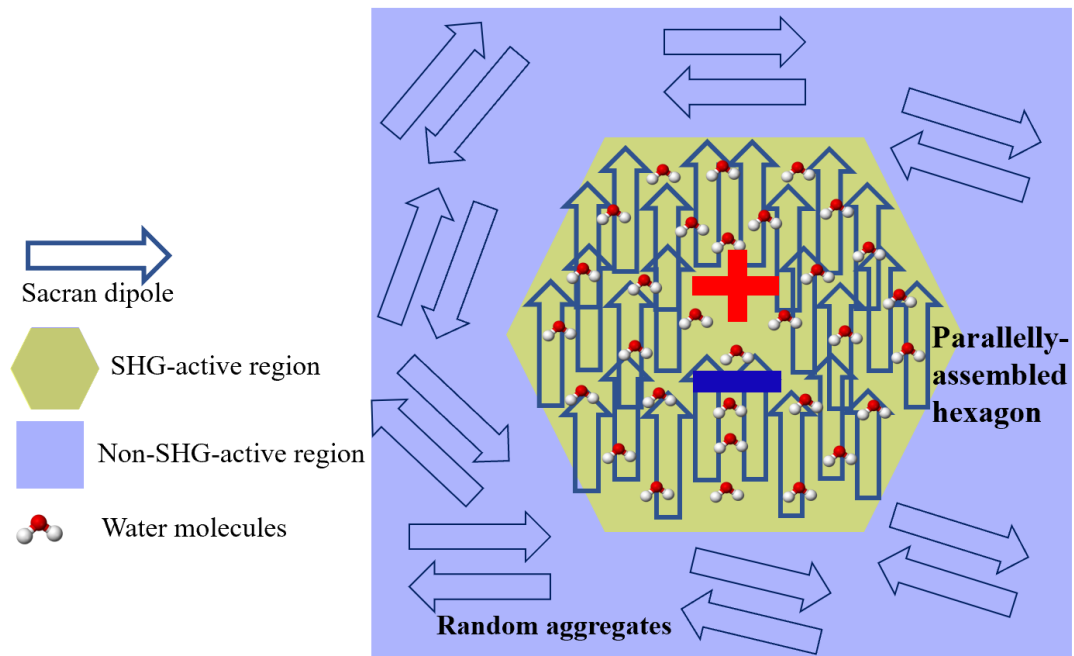 Sacran dipole
SHG-active region
Non-SHG-active region
Water molecules
Parallelly-
assembled
hexagon
Random aggregates